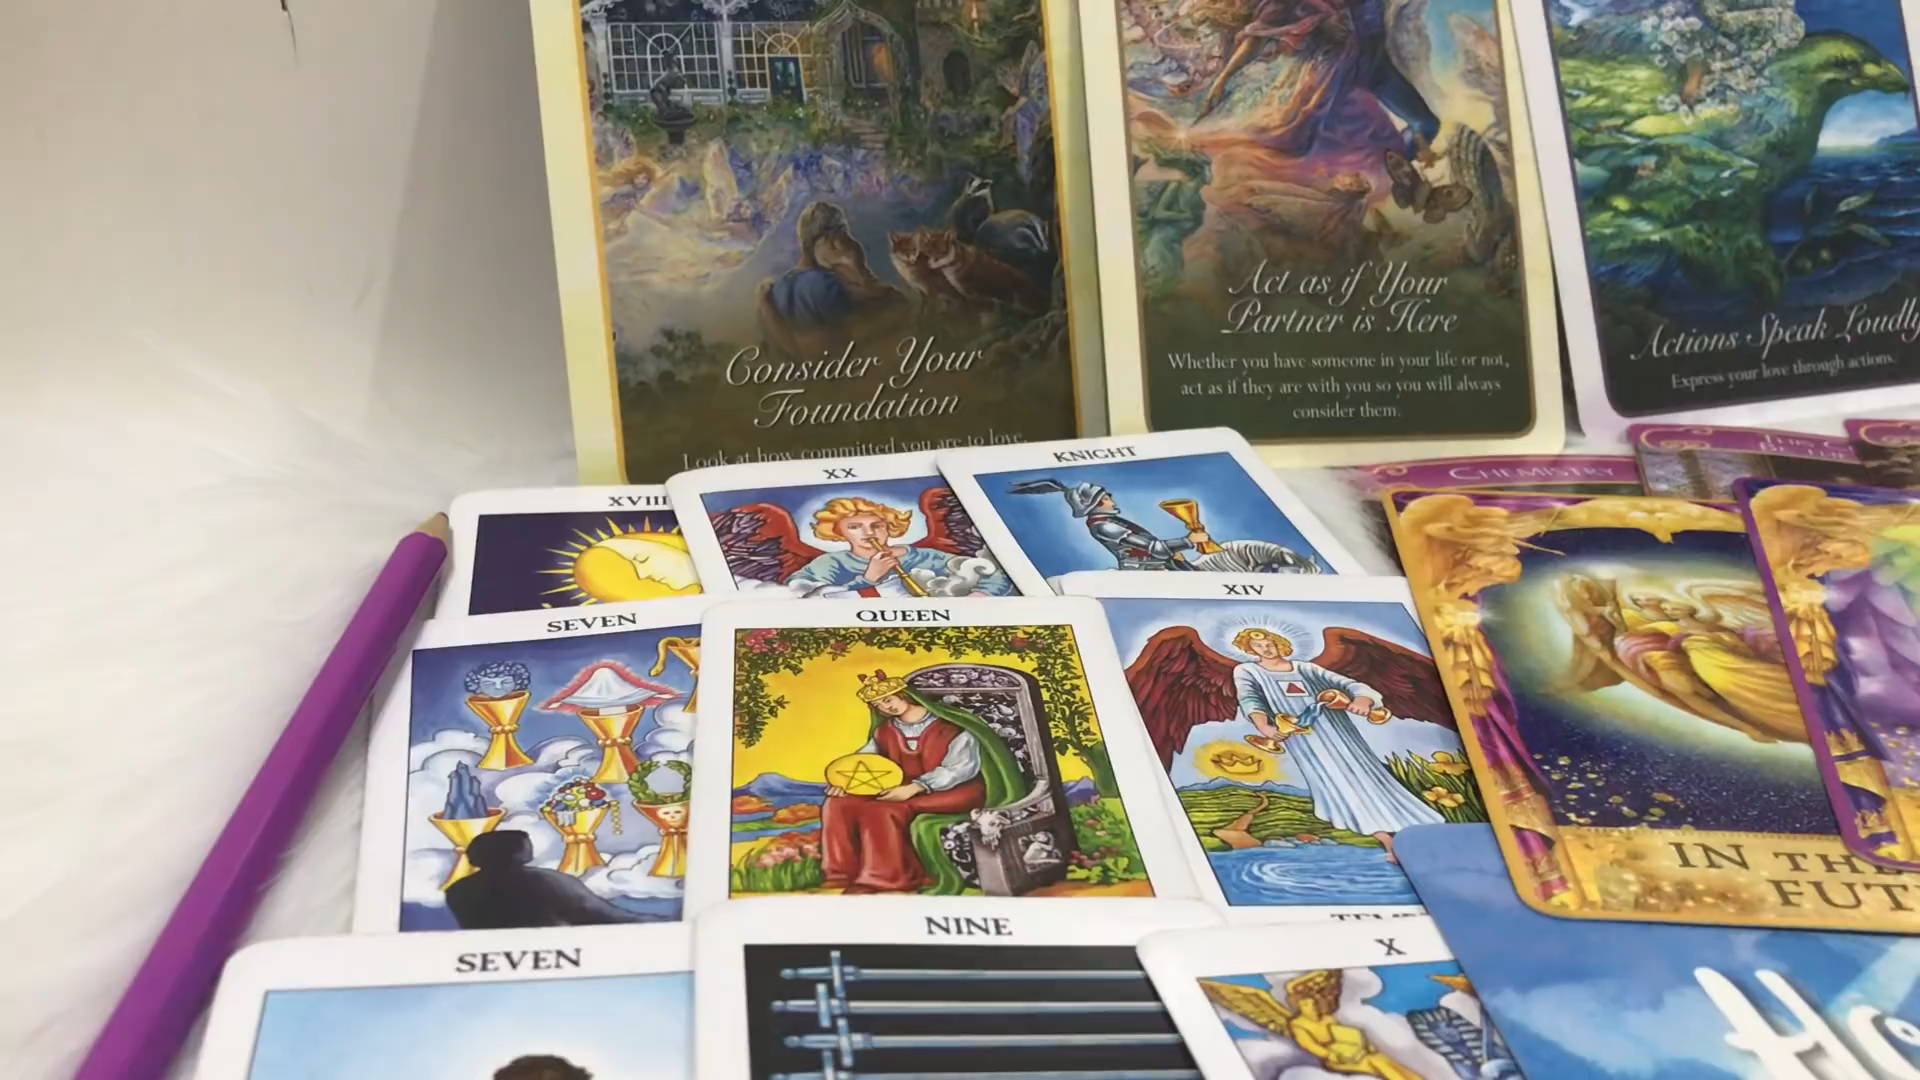 Consider Your
Foundation
Look at how committed you are to love.
Act as if Your
Partner is Here
Whether you have someone in your life or not,
act as if they are with you so you will always
consider them.
Actions Speak Loudly
Express your love through actions.
XVIII
XX
KNIGHT
CHEMISTRY
SEVEN
QUEEN
XIV
IN THE
FUT
SEVEN
NINE
X
Ho